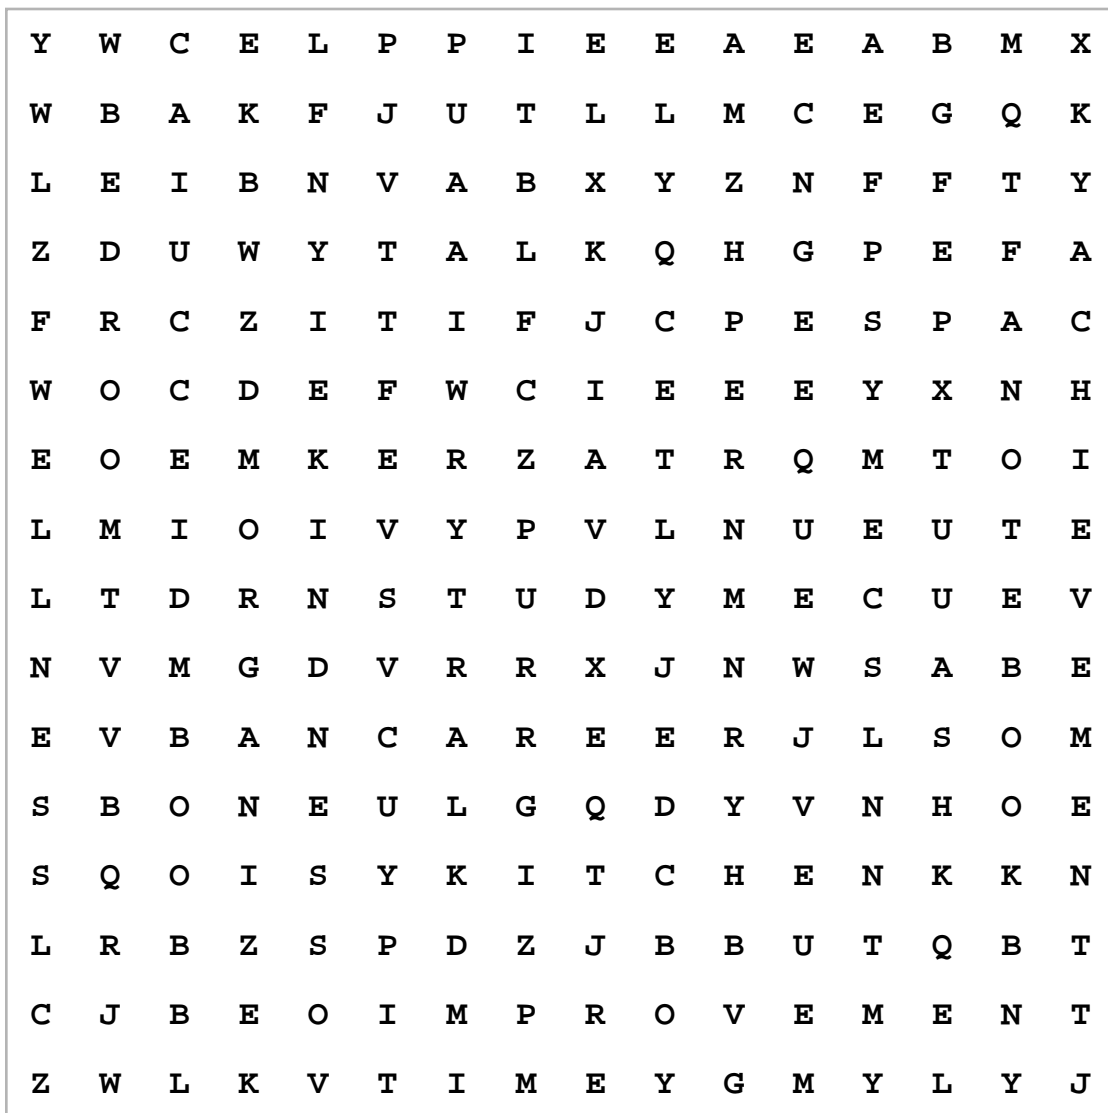 Y W C E L P P I E E A E A B M X
W B A K F J U T L L M C E G Q K
L E I B N V A B X Y Z N F F T Y
Z D U W Y T A L K Q H G P E F A
F R C Z I T I F J C P E S P A C
W O C D E F W C I E E E Y X N H
E O E M K E R Z A T R Q M T O I
L M I O I V Y P V L N U E U T E
L T D R N S T U D Y M E C U E V
N V M G D V R R X J N W S A B E
E V B A N C A R E E R J L S O M
S B O N E U L G Q D Y V N H O E
S Q O I S Y K I T C H E N K K N
L R B Z S P D Z J B B U T Q B T
C J B E O I M P R O V E M E N T
Z W L K V T I M E Y G M Y L Y J